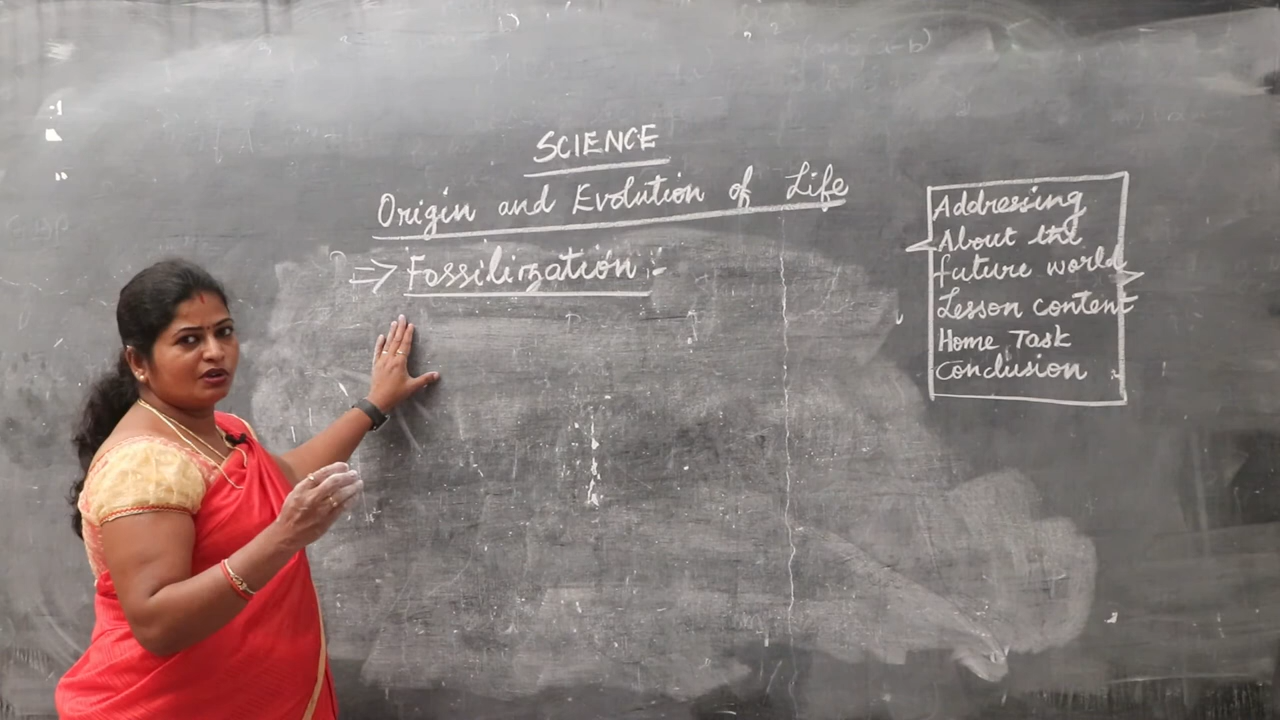 SCIENCE
Origin and Evolution of Life
=> Fossilization :-
Addressing
About the
future world
Lesson content
Home Task
Conclusion